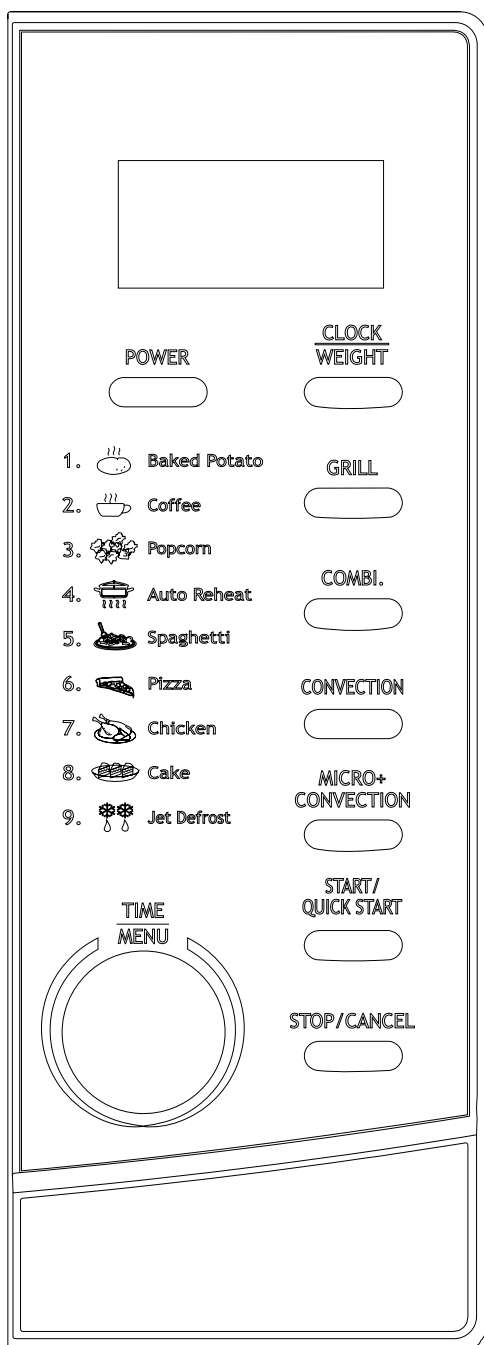 POWER
CLOCK
WEIGHT
1. Baked Potato
2. Coffee
3. Popcorn
4. Auto Reheat
5. Spaghetti
6. Pizza
7. Chicken
8. Cake
9. Jet Defrost
GRILL
COMBI.
CONVECTION
MICRO+
CONVECTION
START/
QUICK START
TIME
MENU
STOP/CANCEL